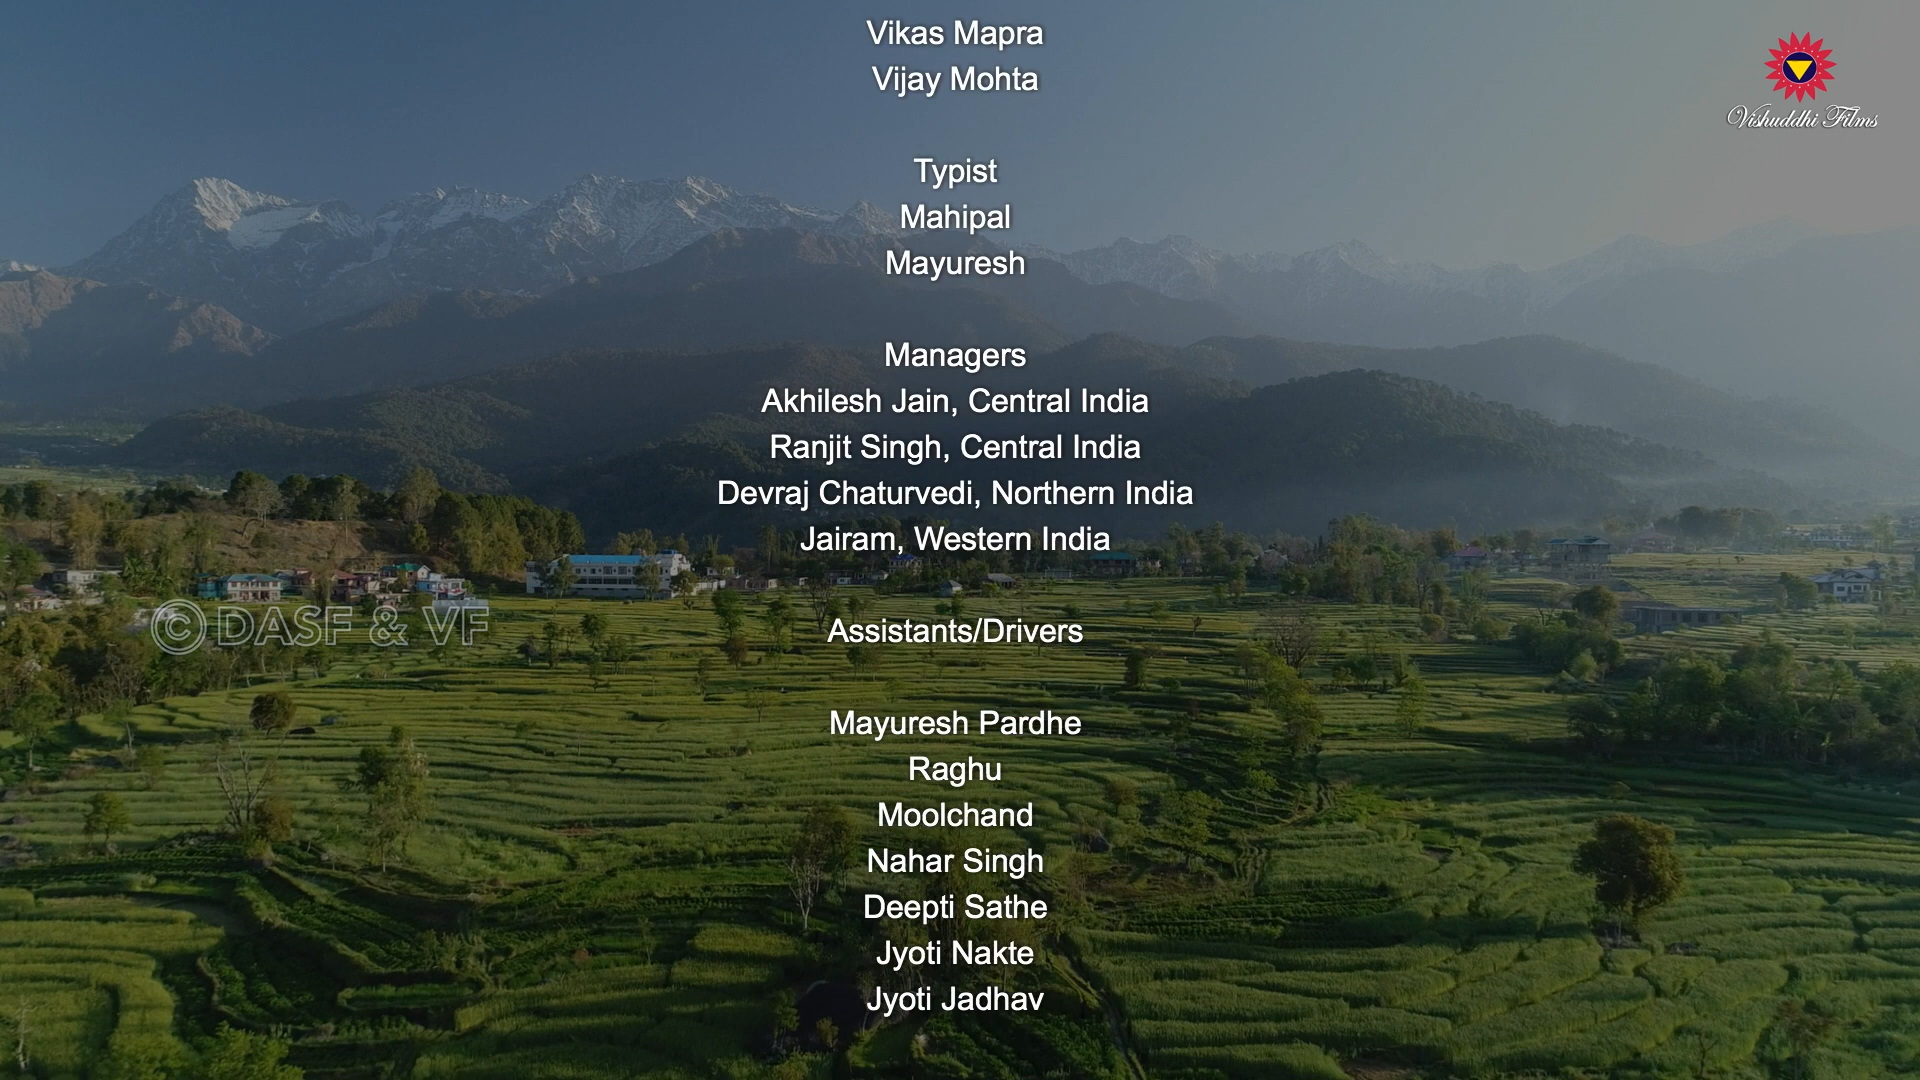 Vikas Mapra
Vijay Mohta
Vishuddhi Films
Typist
Mahipal
Mayuresh
Managers
Akhilesh Jain, Central India
Ranjit Singh, Central India
Devraj Chaturvedi, Northern India
Jairam, Western India
© DASF & VF
Assistants/Drivers
Mayuresh Pardhe
Raghu
Moolchand
Nahar Singh
Deepti Sathe
Jyoti Nakte
Jyoti Jadhav